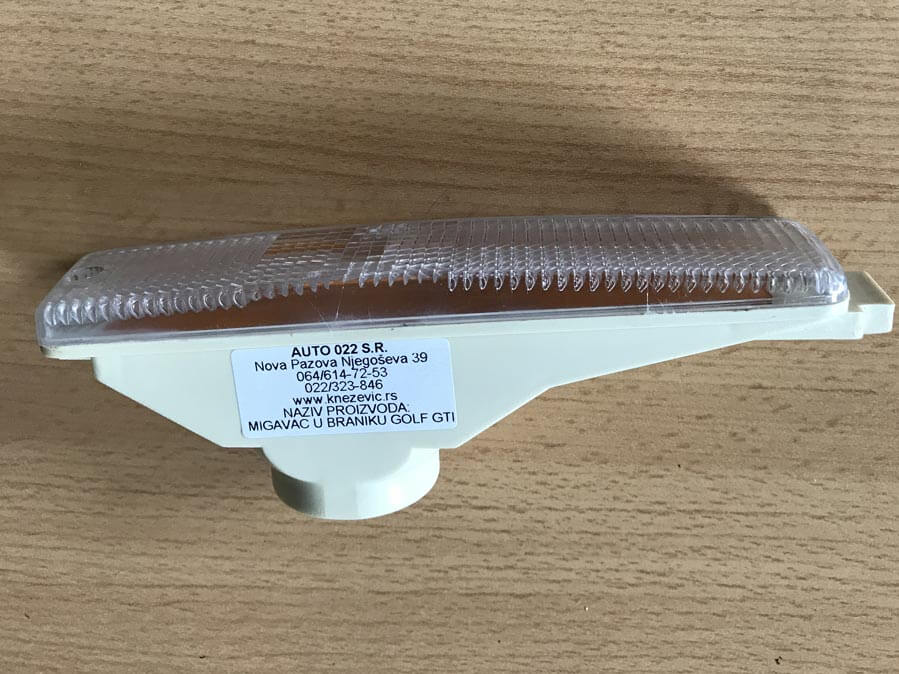 AUTO 022 S.R.
Nova Pazova Njegoševa 39
064/614-72-53
022/323-846
www.knezevic.rs
NAZIV PROIZVODA:
MIGAVAC U BRANIKU GOLF GTI